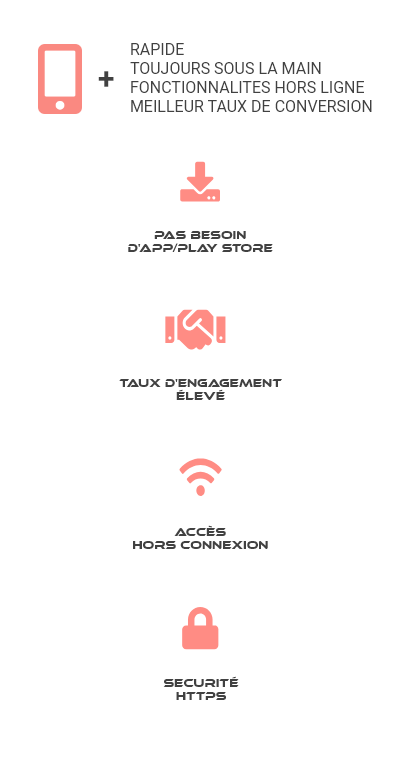 + RAPIDE
TOUJOURS SOUS LA MAIN
FONCTIONNALITES HORS LIGNE
MEILLEUR TAUX DE CONVERSION
PAS BESOIN
D'APP/PLAY STORE
TAUX D'ENGAGEMENT
ÉLEVÉ
ACCÈS
HORS CONNEXION
SECURITÉ
HTTPS